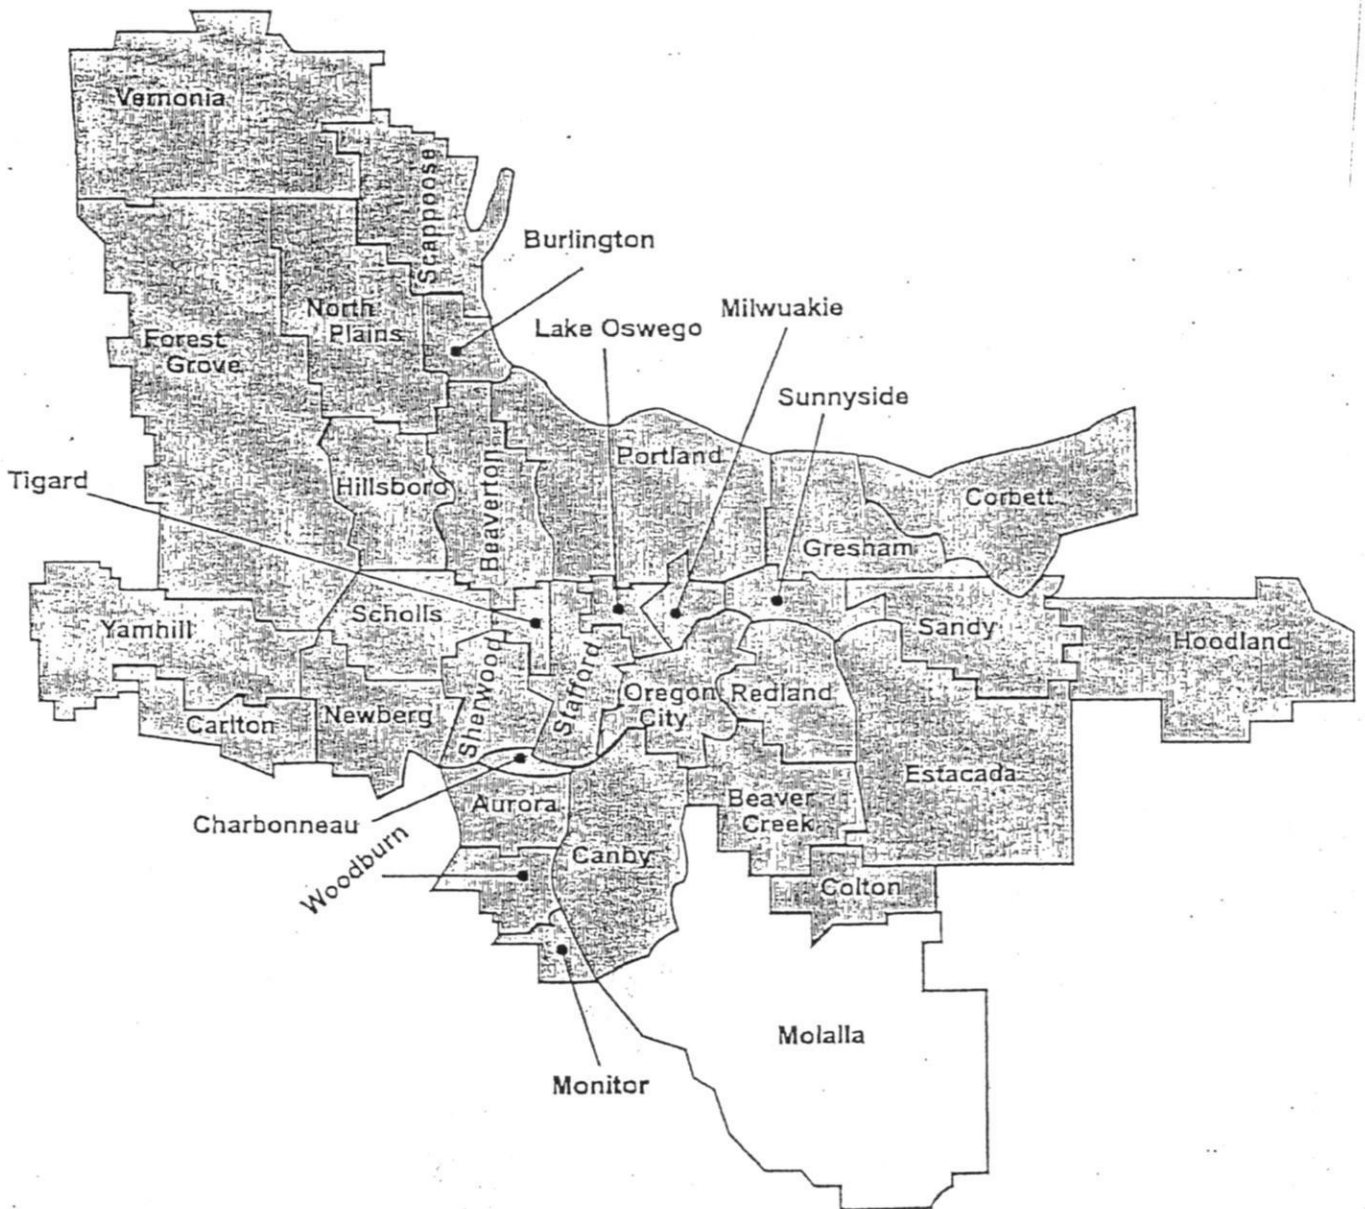 Vernonia
Scappoose
Burlington
North
Plains
Forest
Grove
Lake Oswego
Milwuakie
Sunnyside
Tigard
Hillsboro
Beaverton
Portland
Corbett
Gresham
Yamhill
Scholls
Sandy
Hoodland
Carlton
Newberg
Sherwood
Stafford
Oregon
City
Redland
Estacada
Charbonneau
Aurora
Beaver
Creek
Woodburn
Canby
Colton
Molalla
Monitor